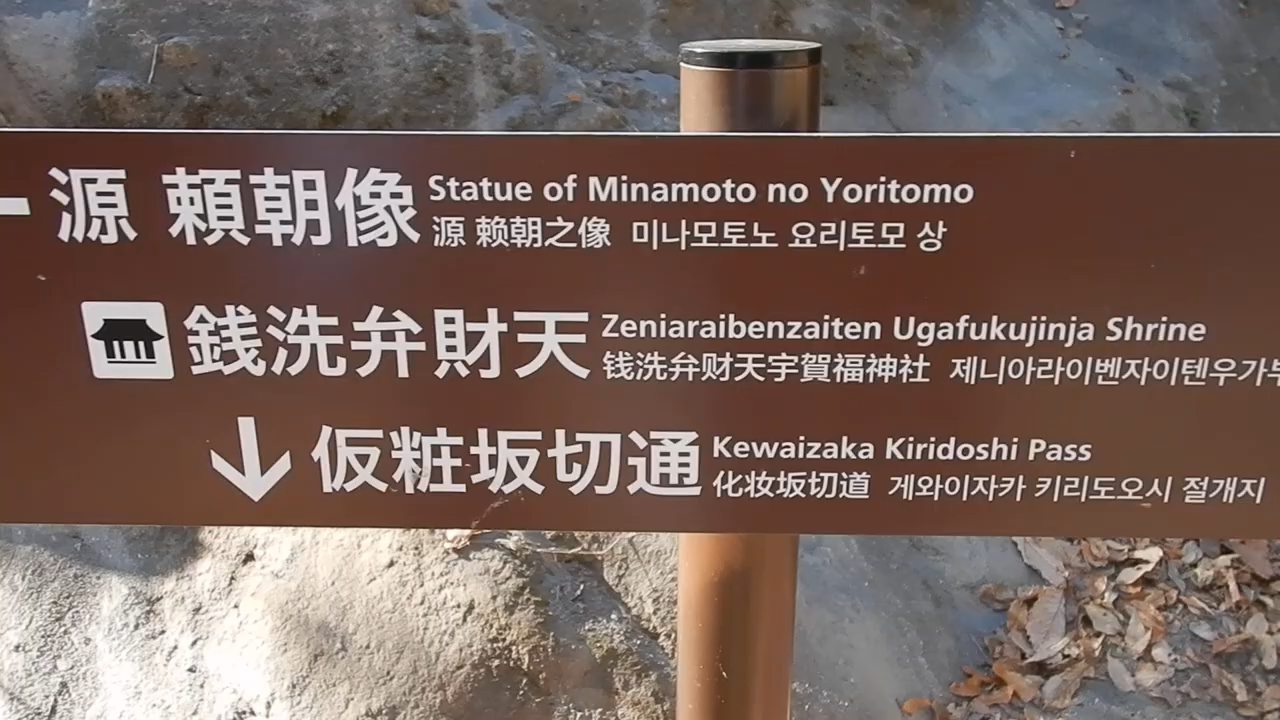 源 頼朝像 Statue of Minamoto no Yoritomo
源 赖朝之像 미나모토노 요리토모 상
銭洗弁財天 Zeniaraibenzaiten Ugafukujinja Shrine
钱洗弁财天宇賀福神社 제니아라이벤자이텐우가부
仮粧坂切通 Kewaizaka Kiridoshi Pass
化妆坂切道 게와이자카 키리도오시 절개지